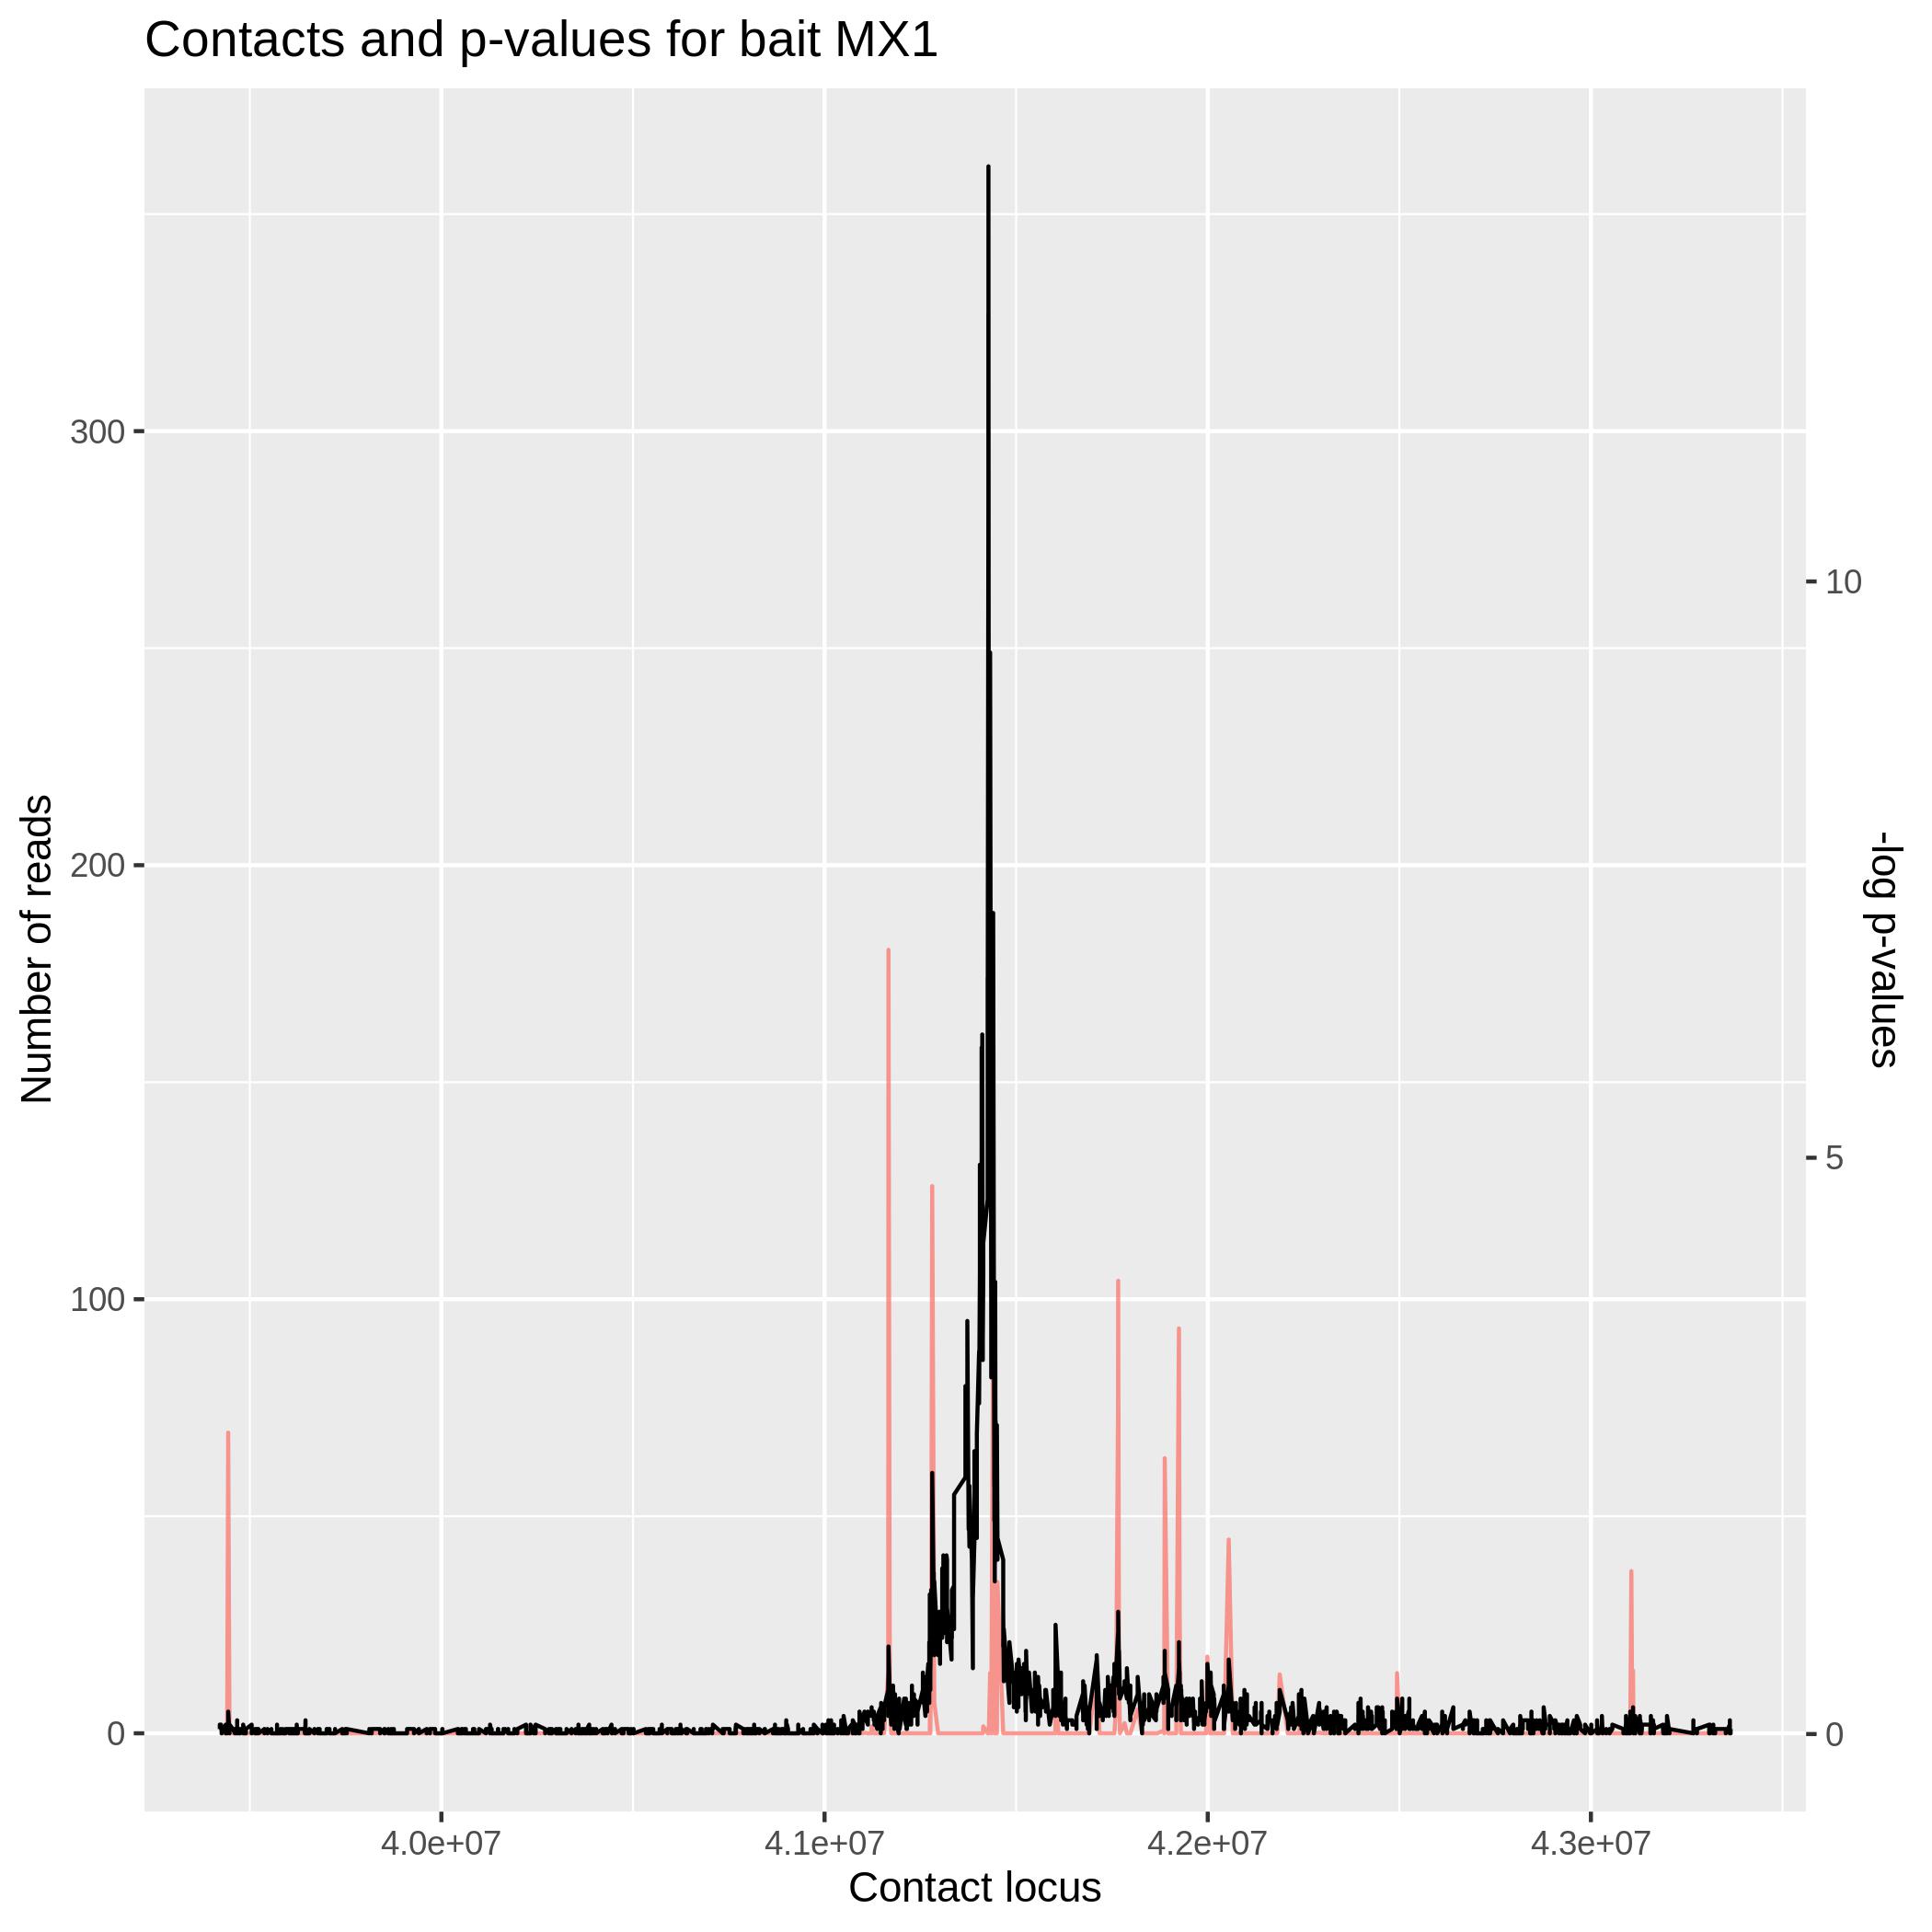 Contacts and p-values for bait MX1
Number of reads
300
200
100
0
10
5
0
-log p-values
4.0e+07
4.1e+07
4.2e+07
4.3e+07
Contact locus